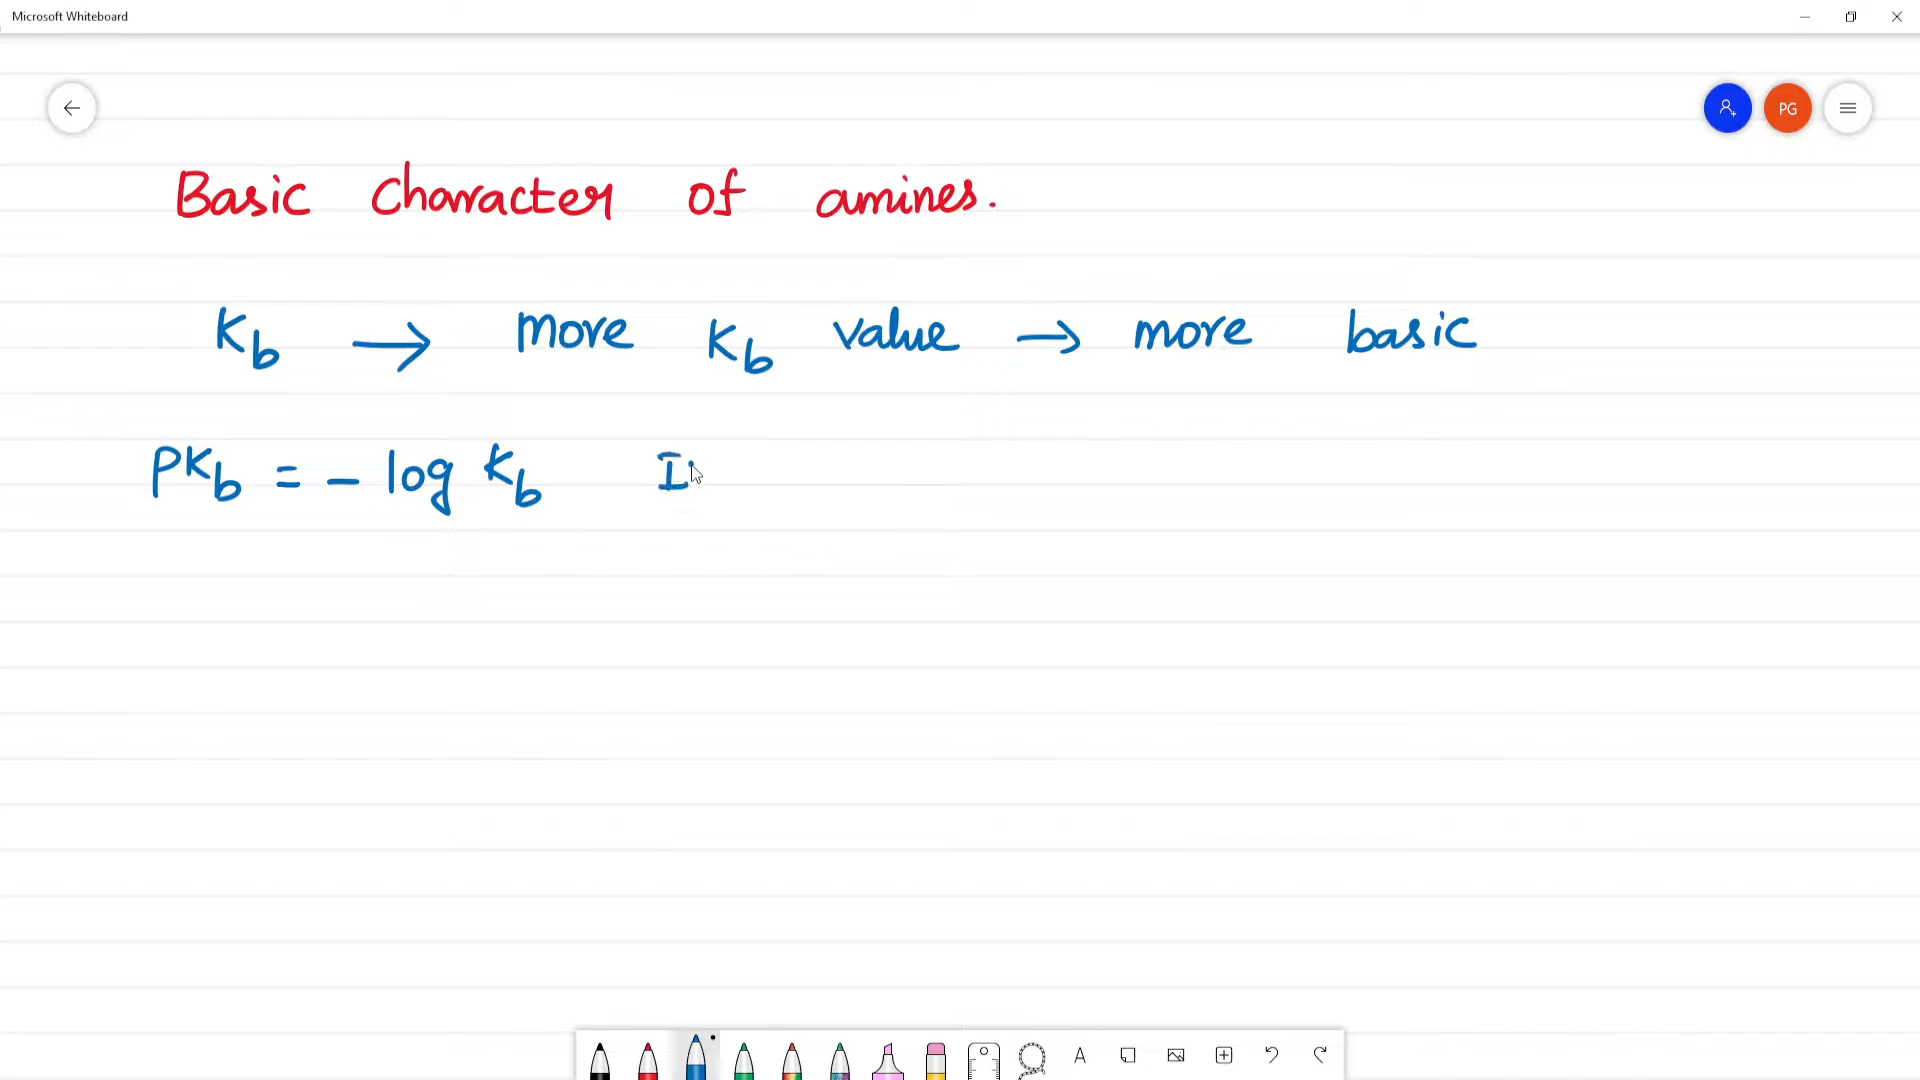 Microsoft Whiteboard
PG
Basic Character of amines.
Kb → more Kb value → more basic
PKb = - log Kb I
A